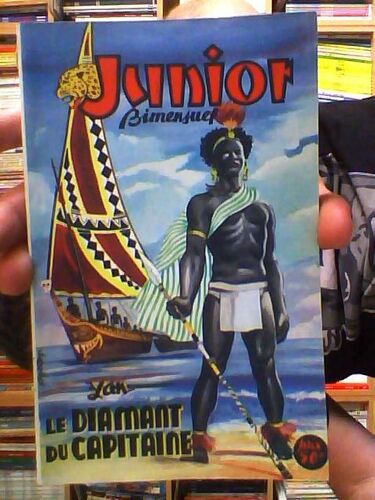 Junior
Bimensuel
Yan
LE DIAMANT
DU CAPITAINE